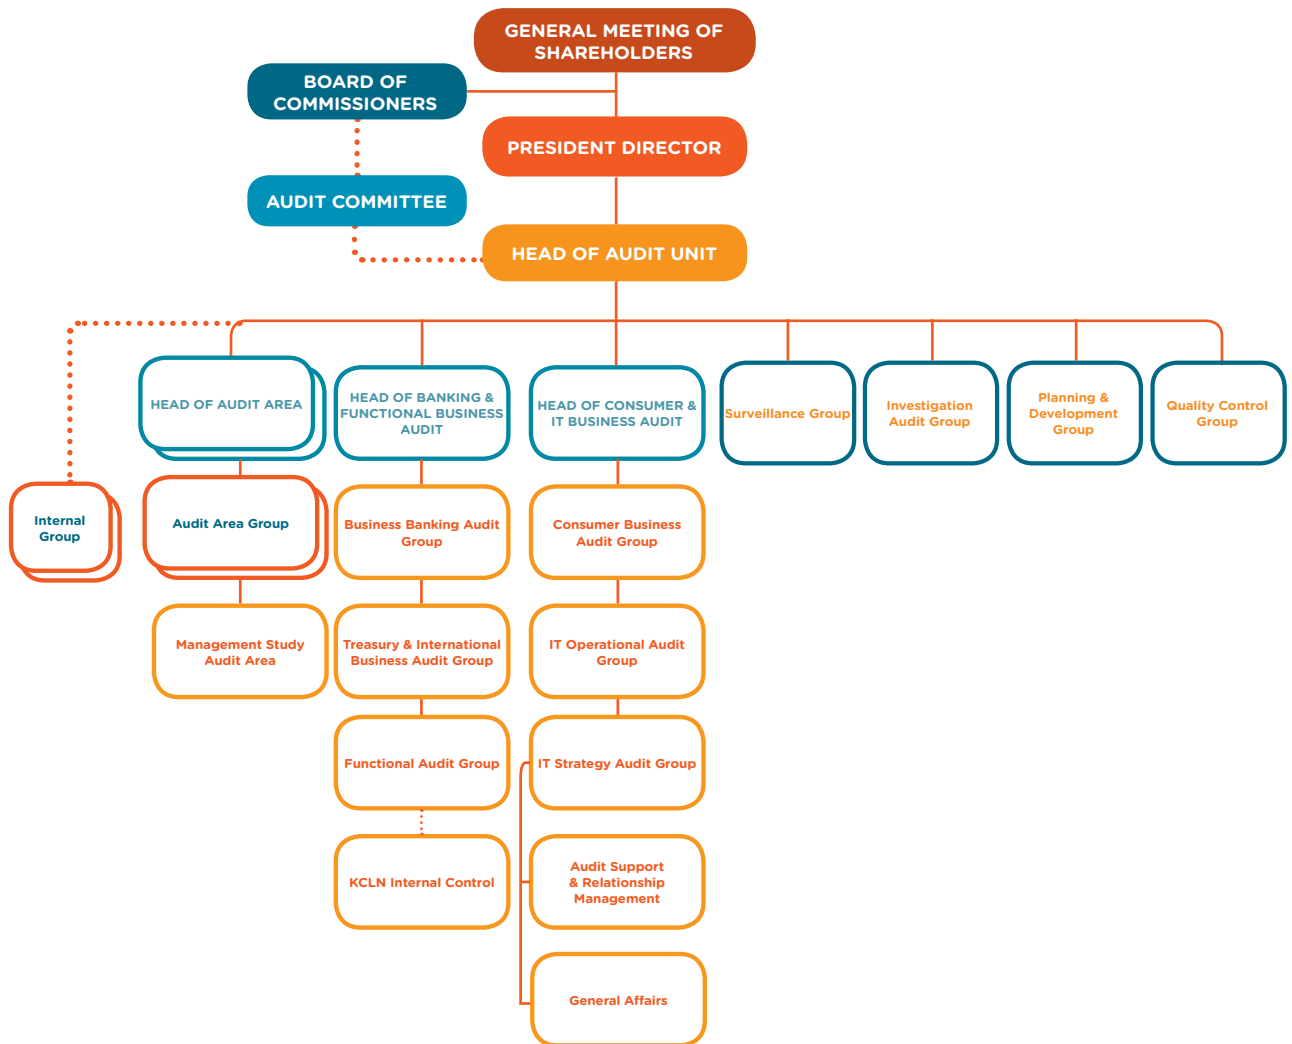 GENERAL MEETING OF
SHAREHOLDERS
BOARD OF
COMMISSIONERS
PRESIDENT DIRECTOR
AUDIT COMMITTEE
HEAD OF AUDIT UNIT
HEAD OF AUDIT AREA
HEAD OF BANKING &
FUNCTIONAL BUSINESS
AUDIT
HEAD OF CONSUMER &
IT BUSINESS AUDIT
Surveillance Group
Investigation
Audit Group
Planning &
Development
Group
Quality Control
Group
Internal
Group
Audit Area Group
Business Banking Audit
Group
Consumer Business
Audit Group
Management Study
Audit Area
Treasury & International
Business Audit Group
IT Operational Audit
Group
Functional Audit Group
IT Strategy Audit Group
KCLN Internal Control
Audit Support
& Relationship
Management
General Affairs